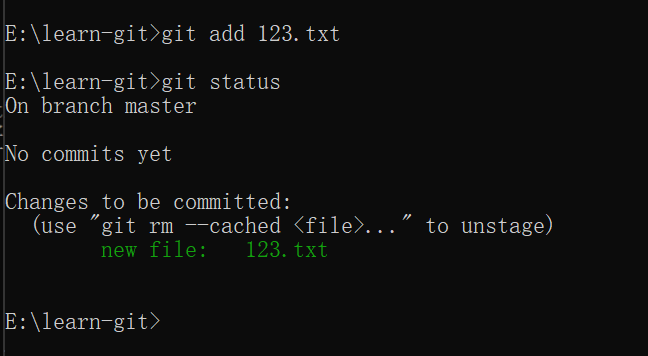 E:\learn-git>git add 123.txt
E:\learn-git>git status
On branch master
No commits yet
Changes to be committed:
(use "git rm --cached <file>..." to unstage)
new file: 123.txt
E:\learn-git>